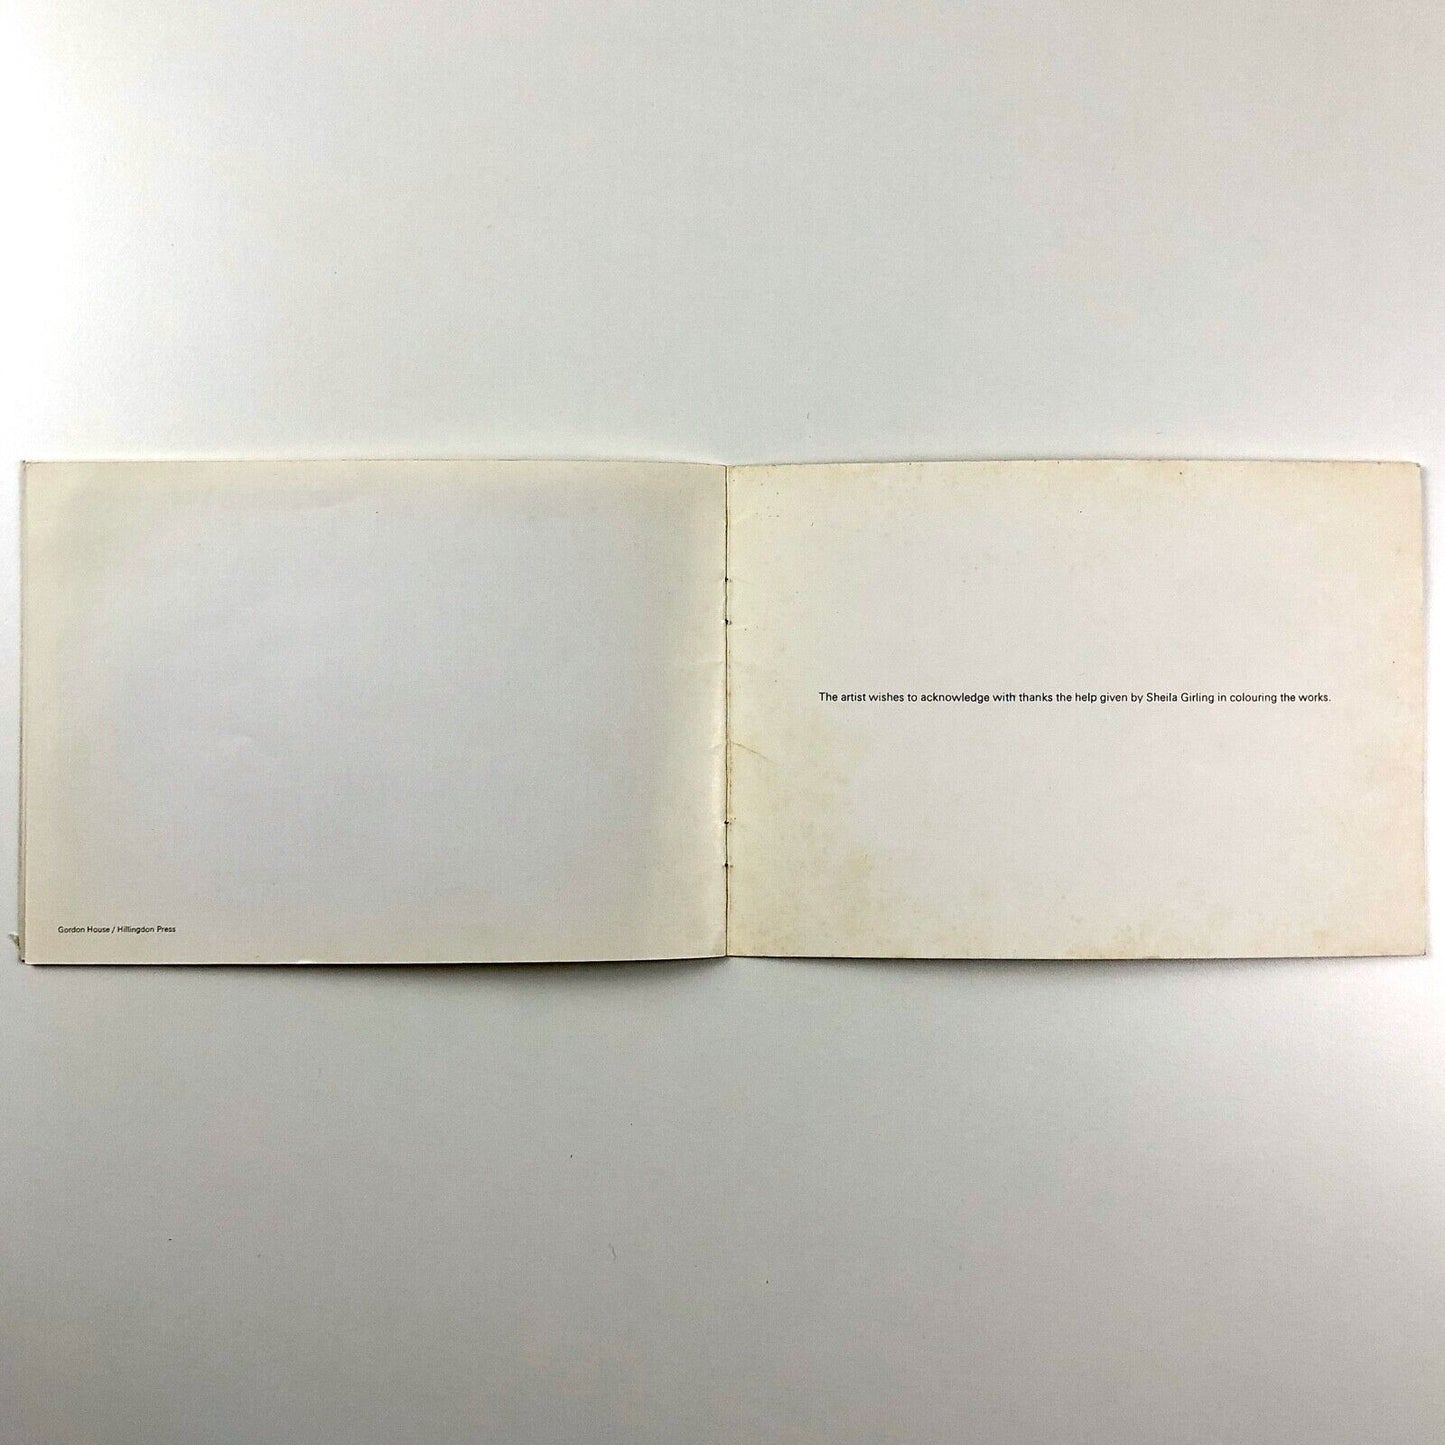 Gordon House / Hillingdon Press
The artist wishes to acknowledge with thanks the help given by Sheila Girling in colouring the works.